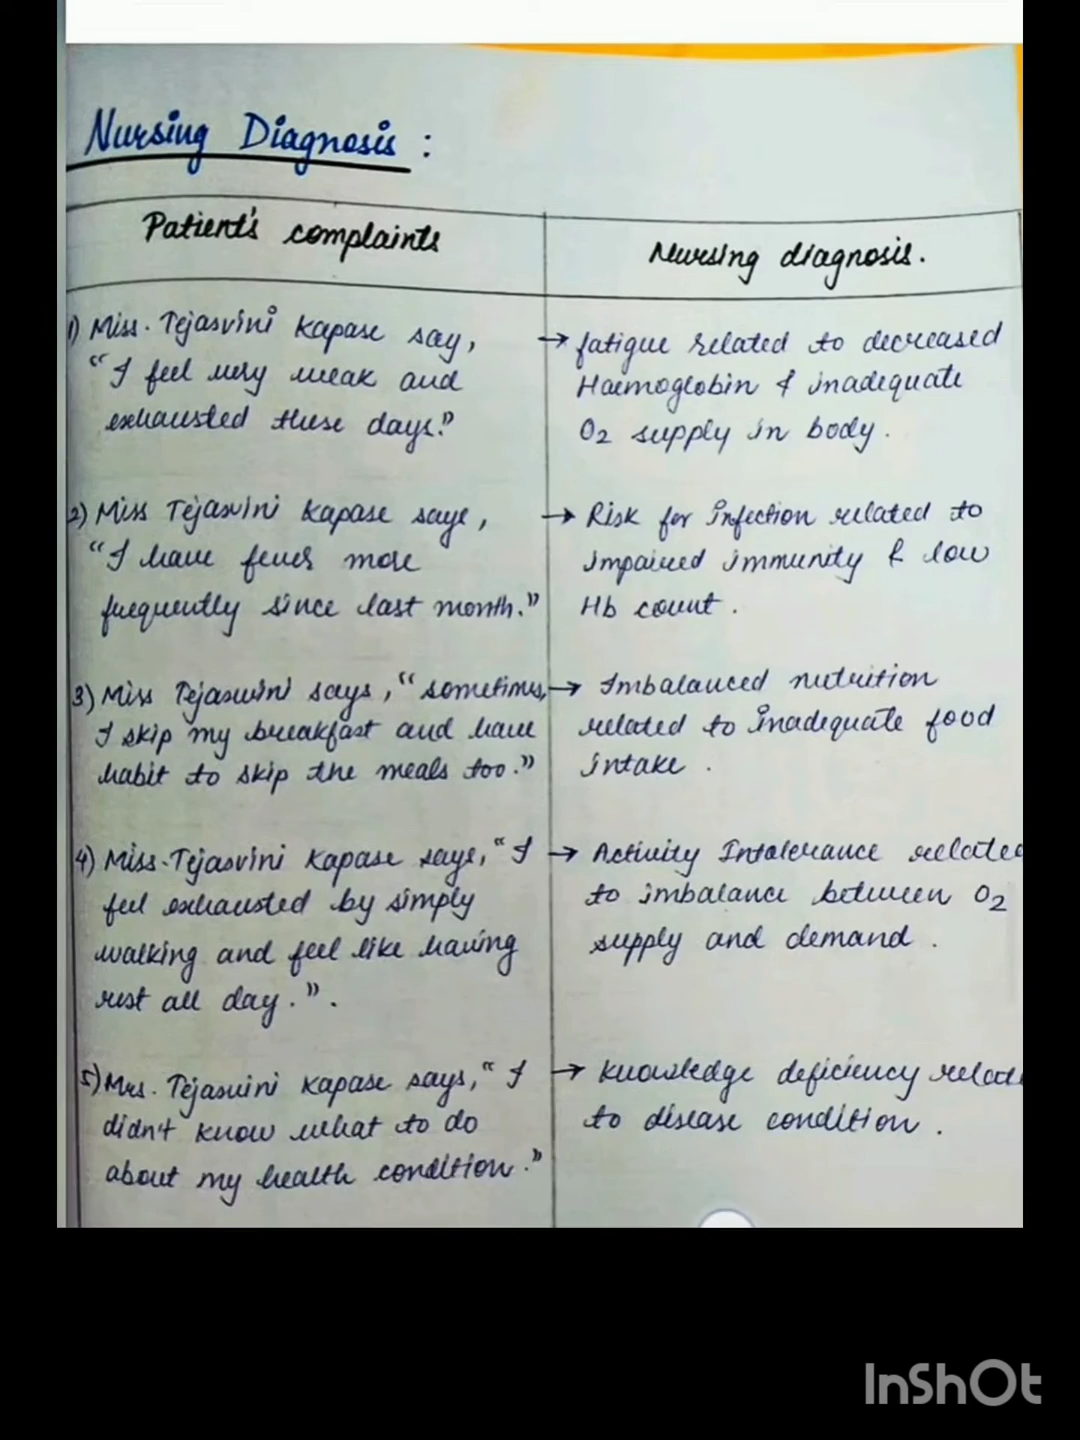 Nursing Diagnosis :
Patient's complaints
Nursing diagnosis.
1) Miss. Tejasvini Kapase say,
"I feel very weak and
exhausted these days."
→ fatigue related to decreased
Haemoglobin & inadequate
O2 supply in body.
2) Miss Tejasvini Kapase says,
"I have fever more
frequently since last month."
→ Risk for Infection related to
impaired immunity & low
Hb count.
3) Miss Tejaswini says, "sometimes,
I skip my breakfast and have
habit to skip the meals too."
→ Imbalanced nutrition
related to inadequate food
intake.
4) Miss. Tejasvini Kapase says, "I
feel exhausted by simply
walking and feel like having
rest all day.".
→ Activity Intolerance related
to imbalance between O2
supply and demand.
5) Mrs. Tejasvini Kapase says, "I
didn't know what to do
about my health condition."
→ Knowledge deficiency relate
to disease condition.
InShOt